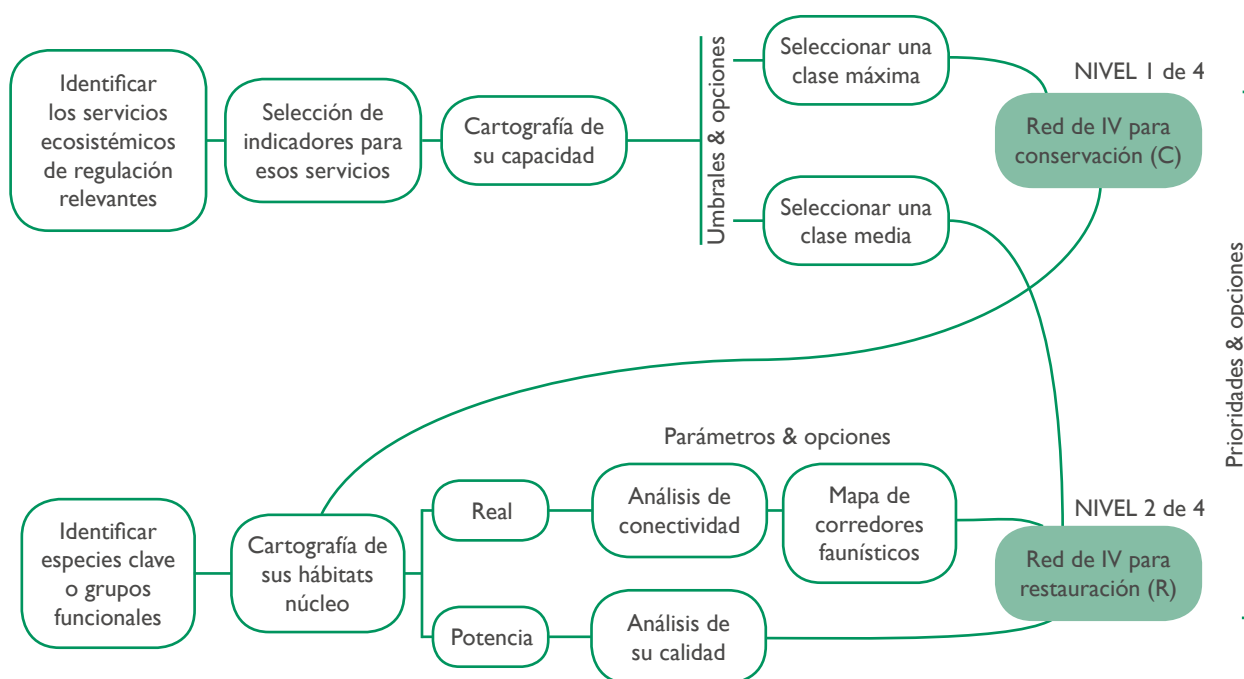 Identificar
los servicios
ecosistémicos
de regulación
relevantes
Selección de
indicadores para
esos servicios
Cartografía de
su capacidad
Umbrales & opciones
Seleccionar una
clase máxima
Seleccionar una
clase media
NIVEL 1 de 4
Red de IV para
conservación (C)
Prioridades & opciones
Identificar
especies clave
o grupos
funcionales
Cartografía de
sus hábitats
núcleo
Real
Potencia
Parámetros & opciones
Análisis de
conectividad
Mapa de
corredores
faunísticos
Análisis de
su calidad
NIVEL 2 de 4
Red de IV para
restauración (R)